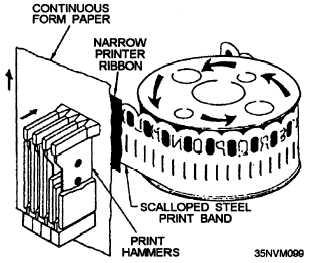 CONTINUOUS
FORM PAPER
NARROW
PRINTER
RIBBON
SCALLOPED STEEL
PRINT BAND
PRINT
HAMMERS
35NVM099